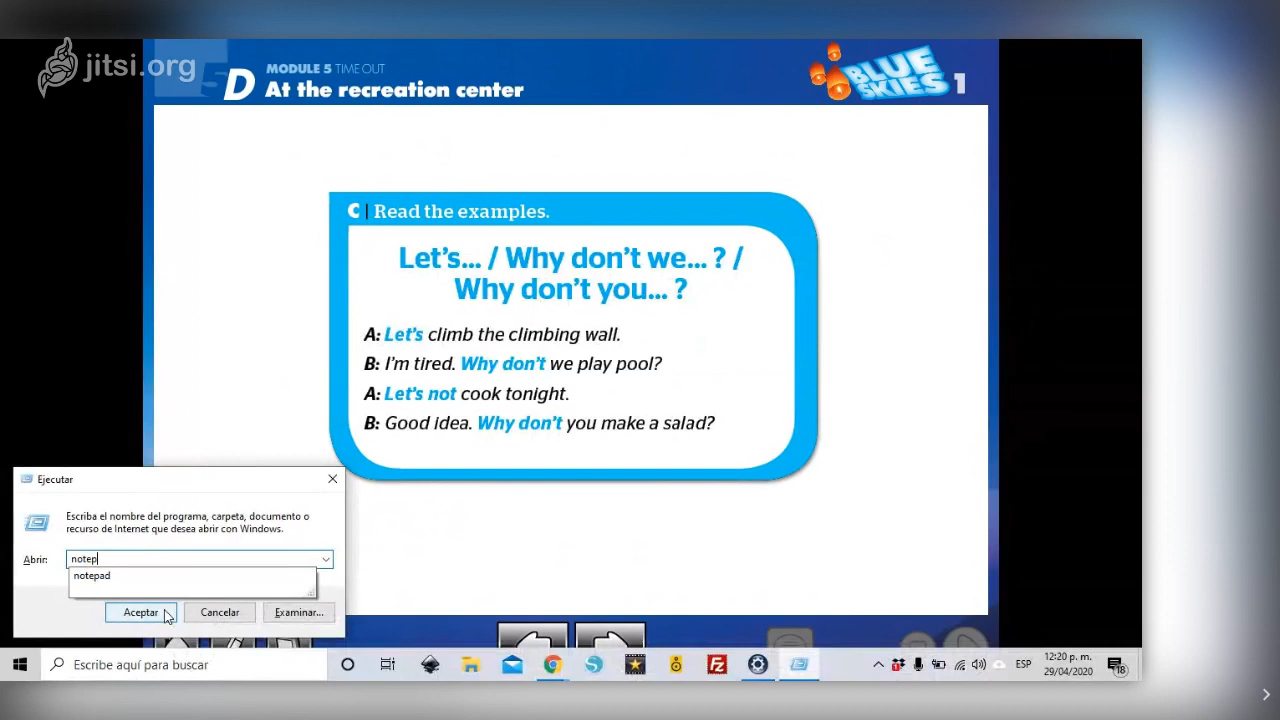 jitsi.org
D
MODULE 5 TIME OUT
At the recreation center
BLUE
SKIES 1
C | Read the examples.
Let's... / Why don't we... ? /
Why don't you... ?
A: Let's climb the climbing wall.
B: I'm tired. Why don't we play pool?
A: Let's not cook tonight.
B: Good idea. Why don't you make a salad?
Ejecutar
Escriba el nombre del programa, carpeta, documento o
recurso de Internet que desea abrir con Windows.
Abrir: notep
notepad
Aceptar Cancelar Examinar...
Escribe aquí para buscar
ESP
12:20 p. m.
29/04/2020
18